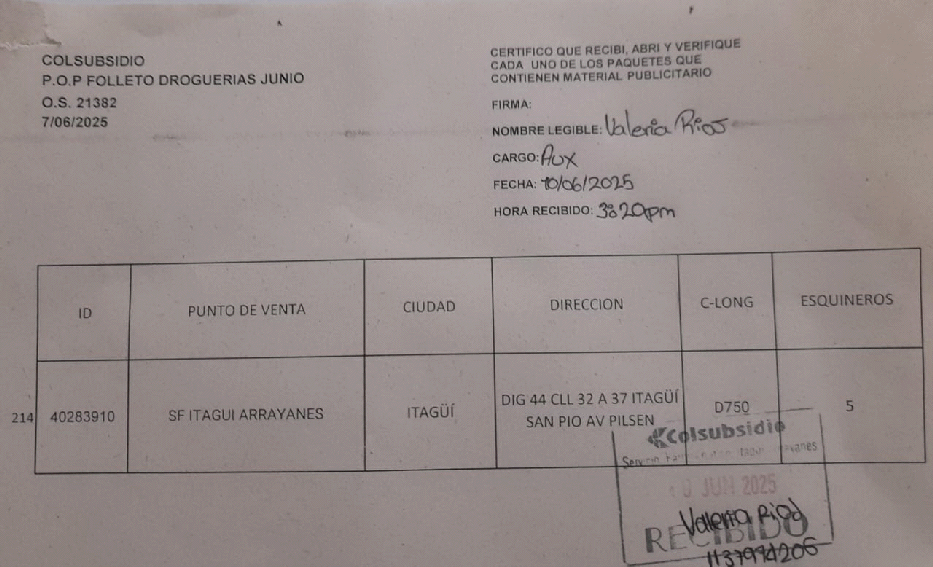 COLSUBSIDIO
P.O.P FOLLETO DROGUERIAS JUNIO
O.S. 21382
7/06/2025
CERTIFICO QUE RECIBI, ABRI Y VERIFIQUE
CADA UNO DE LOS PAQUETES QUE
CONTIENEN MATERIAL PUBLICITARIO
FIRMA:
NOMBRE LEGIBLE: Valeria Rios
CARGO: Aux
FECHA: 10/06/2025
HORA RECIBIDO: 3:20pm
ID PUNTO DE VENTA CIUDAD DIRECCION C-LONG ESQUINEROS
214 40283910 SF ITAGUI ARRAYANES ITAGÜÍ DIG 44 CLL 32 A 37 ITAGÜÍ D750 5
SAN PIO AV PILSEN
Colsubsidio
JUN 2025
Valeria Rios
RECIBIDO